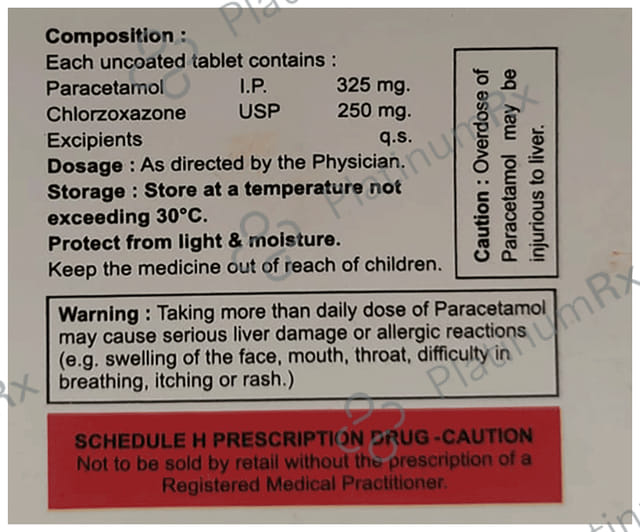 Composition :
Each uncoated tablet contains :
Paracetamol I.P. 325 mg.
Chlorzoxazone USP 250 mg.
Excipients q.s.
Dosage : As directed by the Physician.
Storage : Store at a temperature not
exceeding 30°C.
Protect from light & moisture.
Keep the medicine out of reach of children.
Caution : Overdose of
Paracetamol may be
injurious to liver.
Warning : Taking more than daily dose of Paracetamol
may cause serious liver damage or allergic reactions
(e.g. swelling of the face, mouth, throat, difficulty in
breathing, itching or rash.)
SCHEDULE H PRESCRIPTION DRUG -CAUTION
Not to be sold by retail without the prescription of a
Registered Medical Practitioner.
PlatinumRx
PlatinumRx